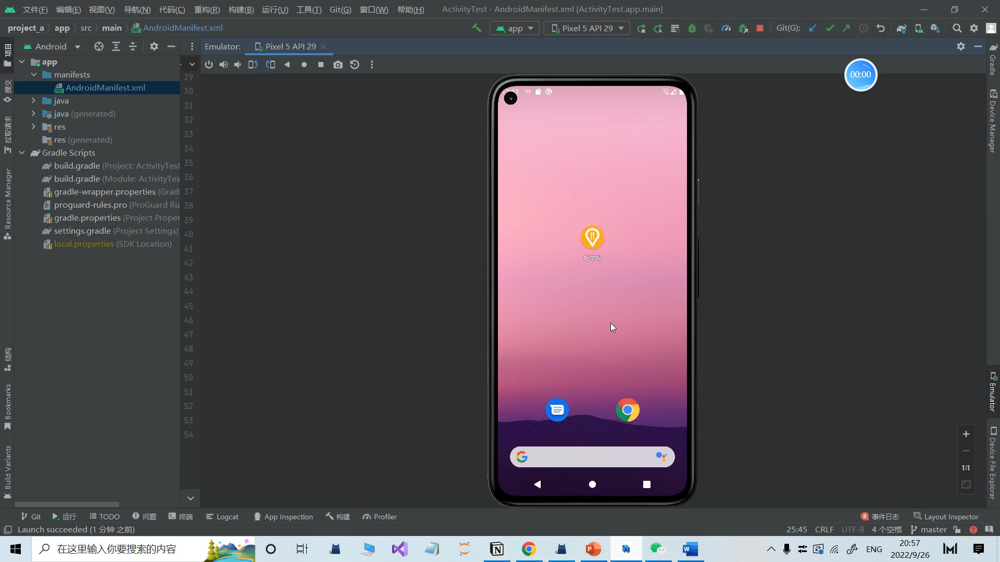 文件(F) 编辑(E) 视图(V) 导航(N) 代码(C) 重构(R) 构建(B) 运行(U) 工具(T) Git(G) 窗口(W) 帮助(H) ActivityTest - AndroidManifest.xml [ActivityTest.app.main]
project_a app src main AndroidManifest.xml app Pixel 5 API 29 Git(G):
Android Emulator: Pixel 5 API 29
app
manifests
AndroidManifest.xml
java
java (generated)
res
res (generated)
Gradle Scripts
build.gradle (Project: ActivityTest
build.gradle (Module: ActivityTes
gradle-wrapper.properties (Grad
proguard-rules.pro (ProGuard Ru
gradle.properties (Project Proper
settings.gradle (Project Settings)
local.properties (SDK Location)
29
30
31
32
33
34
35
36
37
38
39
40
41
42
43
44
45
46
47
48
49
50
51
52
53
54
项目
提交
拉取请求
Resource Manager
结构
Bookmarks
Build Variants
00:00
吃了吗
Gradle
Device Manager
Emulator
Device File Explorer
1:1
Git 运行 TODO 问题 终端 Logcat App Inspection 构建 Profiler 8 事件日志 Layout Inspector
Launch succeeded (1 分钟 之前) 25:45 CRLF UTF-8 4 个空格 master
在这里输入你要搜索的内容 ENG 20:57
2022/9/26